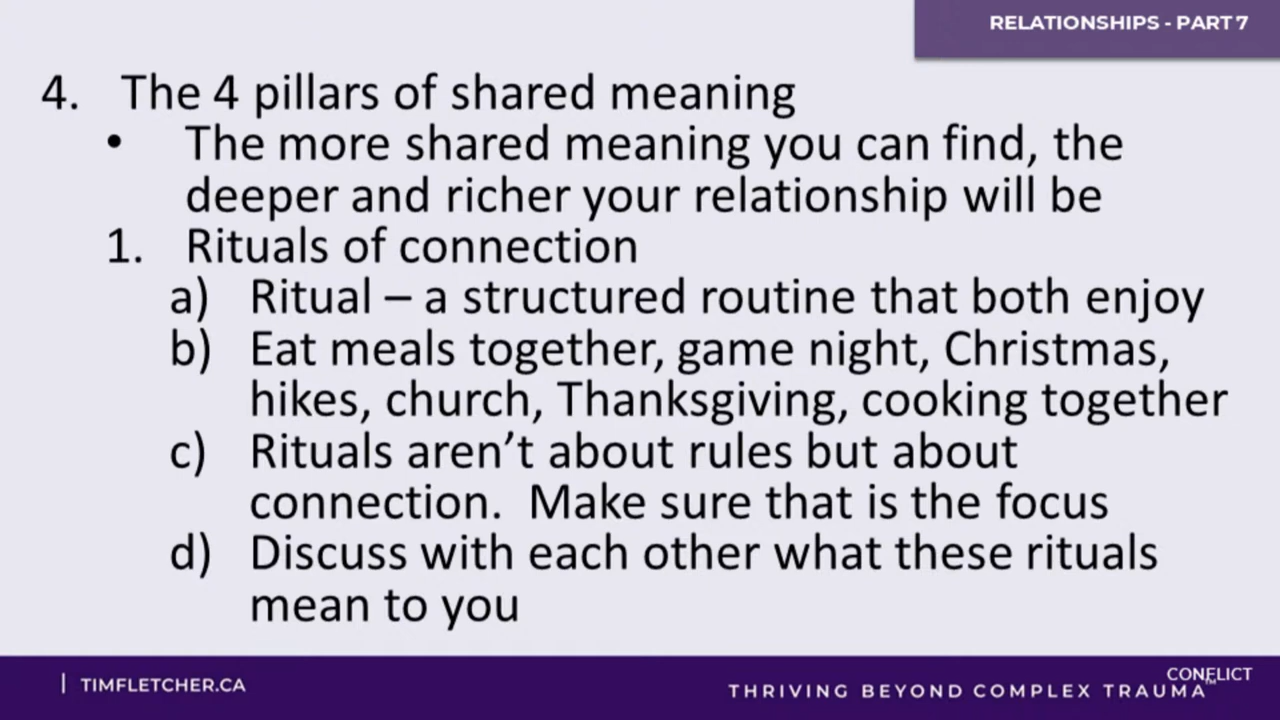 RELATIONSHIPS - PART 7
4. The 4 pillars of shared meaning
• The more shared meaning you can find, the
deeper and richer your relationship will be
1. Rituals of connection
a) Ritual – a structured routine that both enjoy
b) Eat meals together, game night, Christmas,
hikes, church, Thanksgiving, cooking together
c) Rituals aren’t about rules but about
connection.  Make sure that is the focus
d) Discuss with each other what these rituals
mean to you
| TIMFLETCHER.CA
CONFLICT
THRIVING BEYOND COMPLEX TRAUMA™